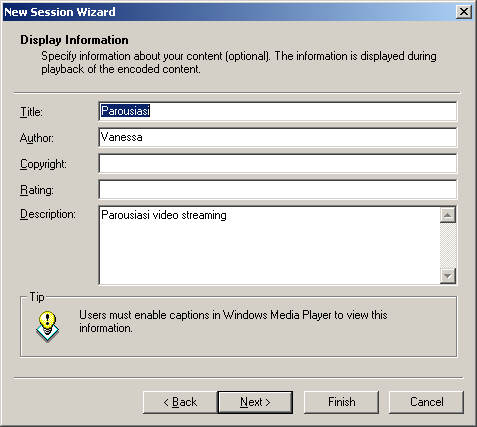 New Session Wizard
Display Information
Specify information about your content (optional). The information is displayed during
playback of the encoded content.
Title: Parousiasi
Author: Vanessa
Copyright:
Rating:
Description: Parousiasi video streaming
Tip
Users must enable captions in Windows Media Player to view this
information.
< Back Next > Finish Cancel